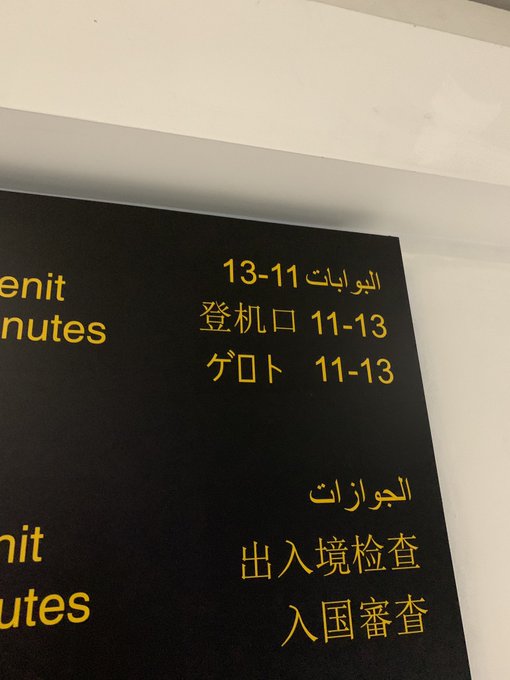 enit
nutes
البوابات 11-13
登机口 11-13
ゲ□ト 11-13
nit
utes
الجوازات
出入境检查
入国審査